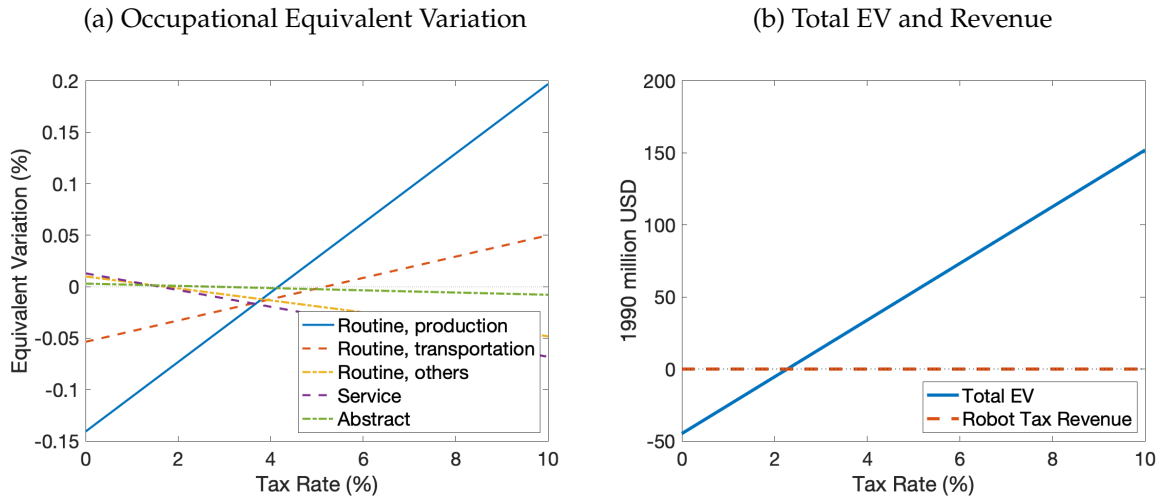 (a) Occupational Equivalent Variation
0.2
0.15
0.1
0.05
0
-0.05
-0.1
-0.15
Equivalent Variation (%)
Routine, production
Routine, transportation
Routine, others
Service
Abstract
0 2 4 6 8 10
Tax Rate (%)
(b) Total EV and Revenue
200
150
100
50
0
-50
1990 million USD
Total EV
Robot Tax Revenue
0 2 4 6 8 10
Tax Rate (%)